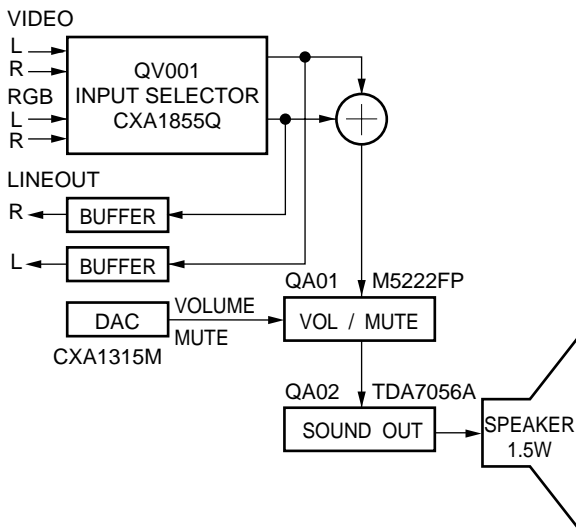 VIDEO
L
R
RGB
L
R
QV001
INPUT SELECTOR
CXA1855Q
LINEOUT
R
BUFFER
L
BUFFER
QA01 M5222FP
DAC
VOLUME
MUTE
VOL / MUTE
CXA1315M
QA02 TDA7056A
SOUND OUT
SPEAKER
1.5W